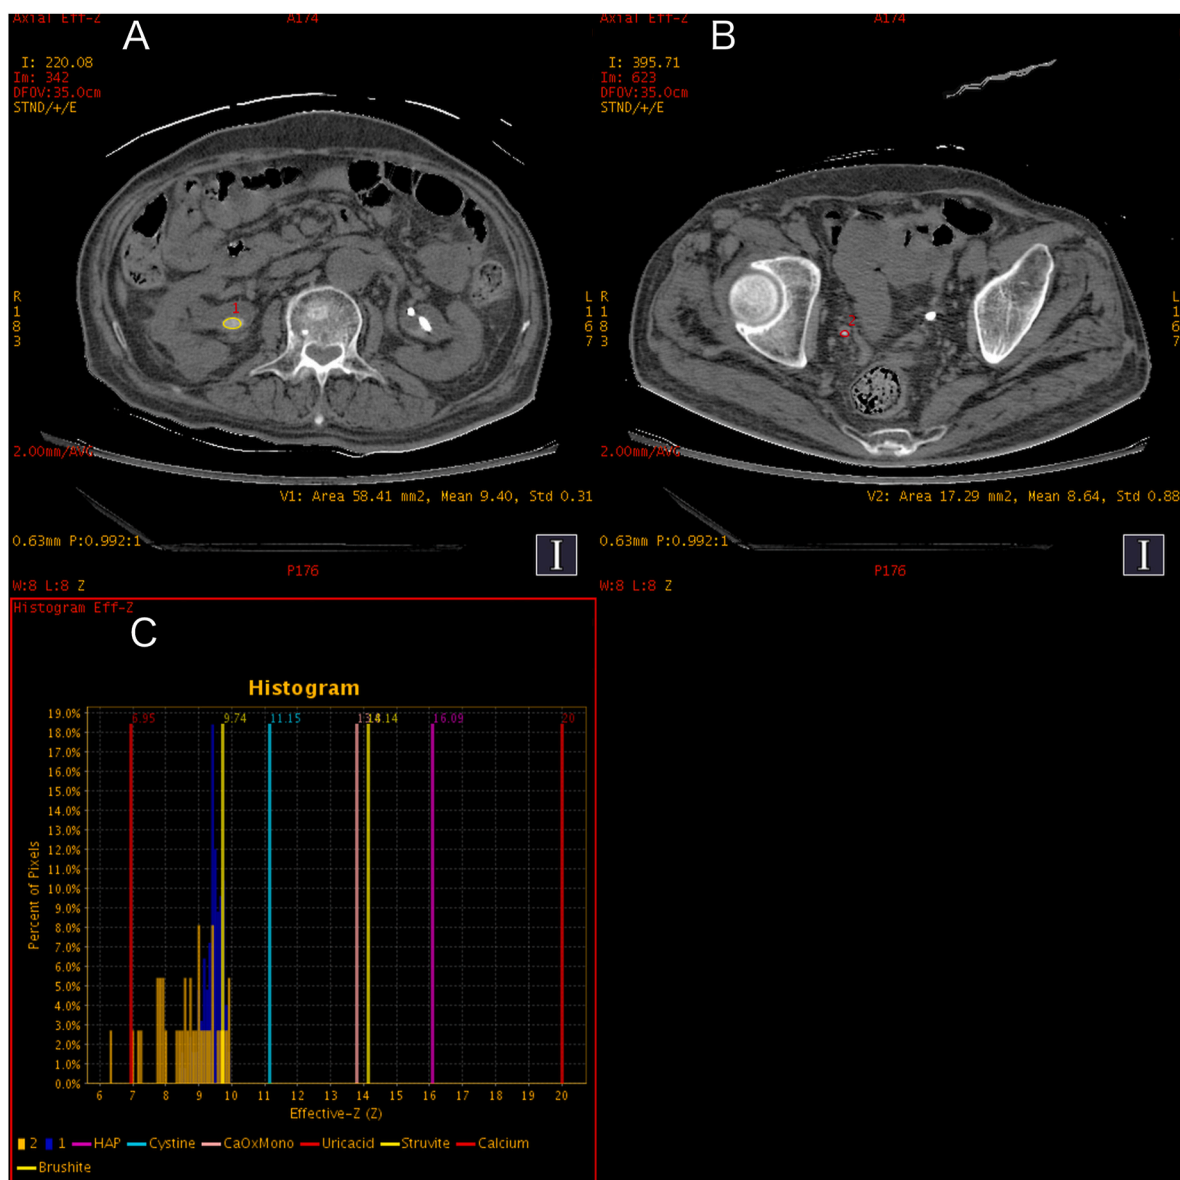 Axial Eff-Z
A174
A
I: 220.08
Im: 342
DFOV:35.0cm
STND/+/E
1
R
1
8
3
L
1
6
7
2.00mm/AVG
V1: Area 58.41 mm2, Mean 9.40, Std 0.31
0.63mm P:0.992:1
I
P176
W:8 L:8 Z
Axial Eff-Z
A174
B
I: 395.71
Im: 623
DFOV:35.0cm
STND/+/E
2
R
1
8
3
L
1
6
7
2.00mm/AVG
V2: Area 17.29 mm2, Mean 8.64, Std 0.88
0.63mm P:0.992:1
I
P176
W:8 L:8 Z
Histogram Eff-Z
C
Histogram
6.95 9.74 11.15 14.14 16.09 20
19.0%
18.0%
17.0%
16.0%
15.0%
14.0%
13.0%
12.0%
11.0%
10.0%
9.0%
8.0%
7.0%
6.0%
5.0%
4.0%
3.0%
2.0%
1.0%
0.0%
Percent of Pixels
6 7 8 9 10 11 12 13 14 15 16 17 18 19 20
Effective-Z (Z)
2 1 HAP Cystine CaOxMono Uricacid Struvite Calcium
Brushite